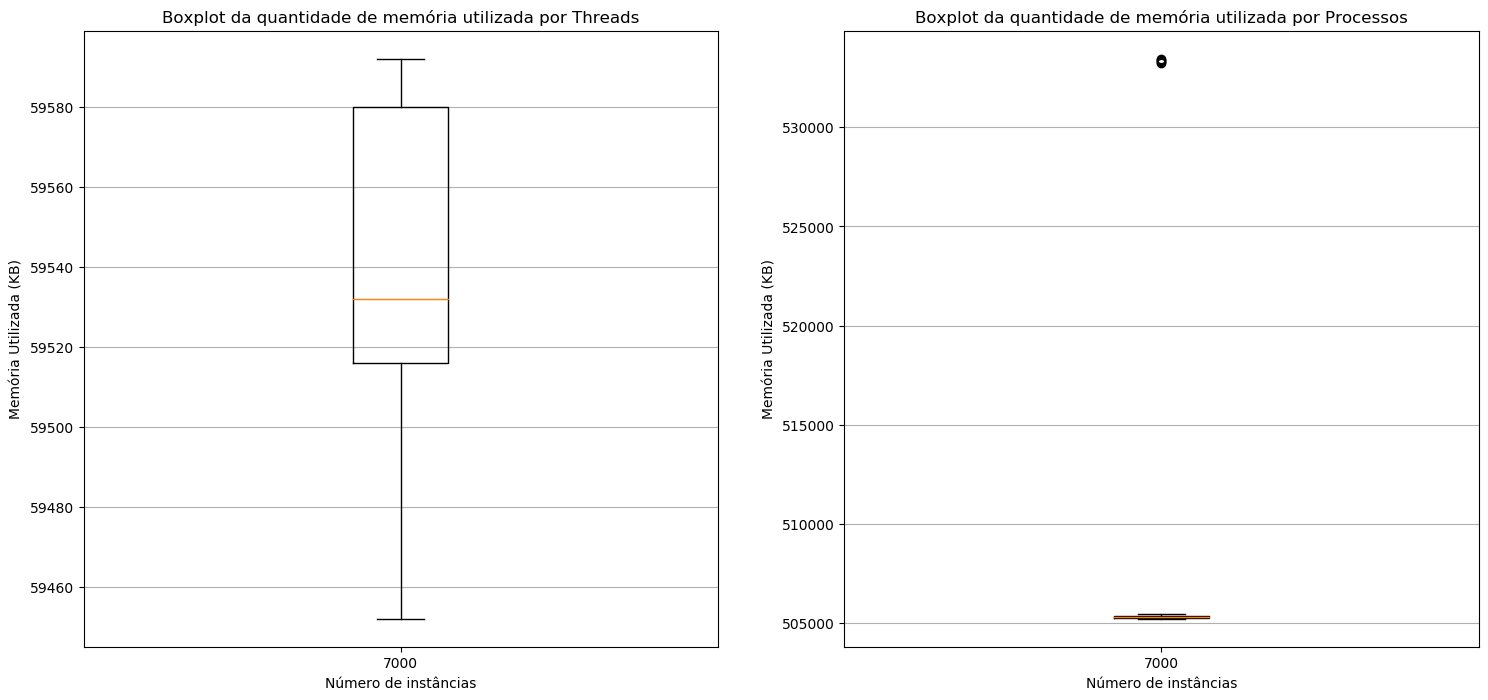 Boxplot da quantidade de memória utilizada por Threads
Memória Utilizada (KB)
59580
59560
59540
59520
59500
59480
59460
7000
Número de instâncias
Boxplot da quantidade de memória utilizada por Processos
Memória Utilizada (KB)
530000
525000
520000
515000
510000
505000
7000
Número de instâncias